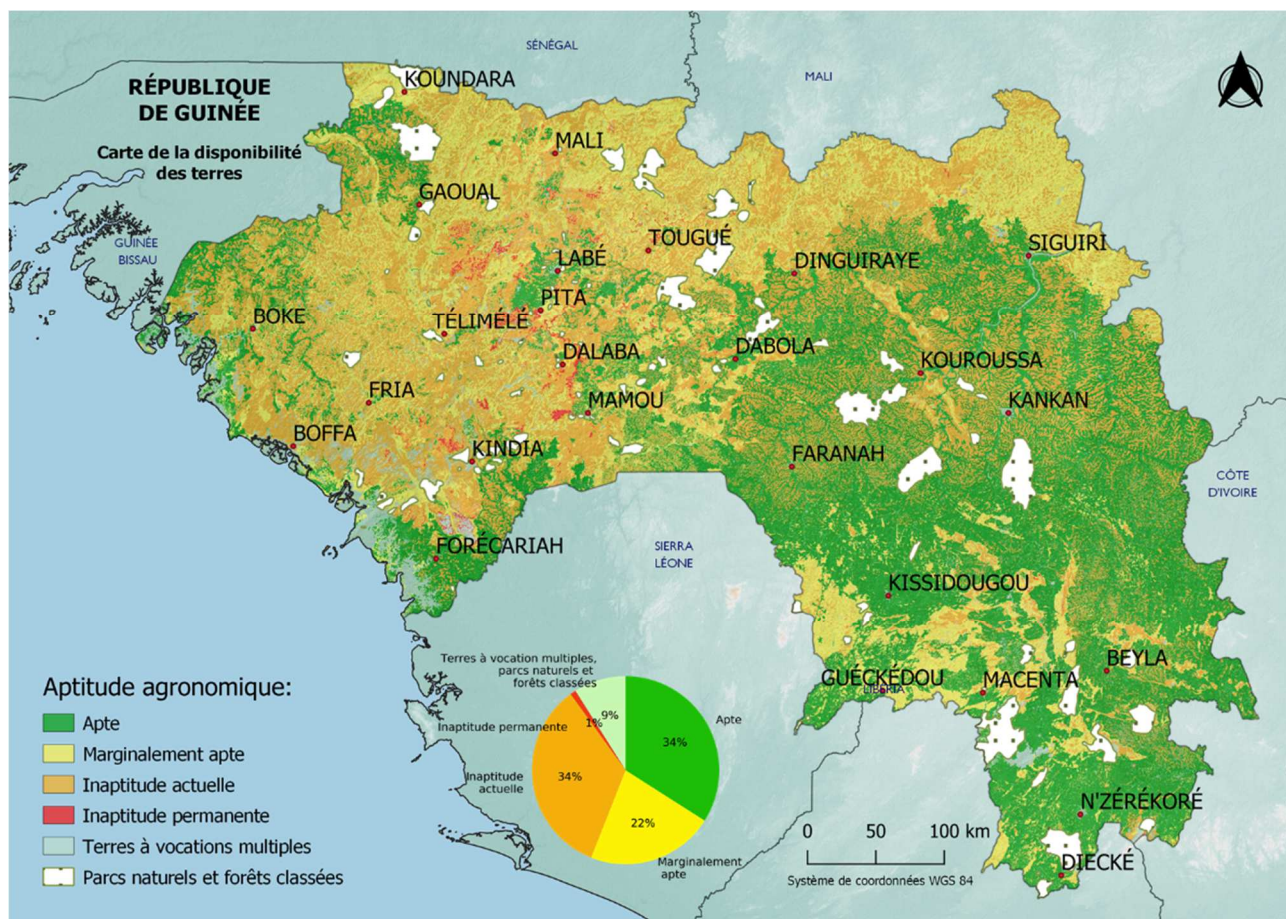 SÉNÉGAL
MALI
RÉPUBLIQUE
DE GUINÉE
Carte de la disponibilité
des terres
KOUNDARA
MALI
GAOUAL
GUINÉE
BISSAU
TOUGUÉ
SIGUIRI
LABÉ
DINGUIRAYE
PITA
BOKE
TÉLIMÉLÉ
DALABA
DABOLA
KOUROUSSA
FRIA
MAMOU
KANKAN
BOFFA
KINDIA
FARANAH
CÔTE
D'IVOIRE
FORÉCARIAH
SIERRA
LÉONE
KISSIDOUGOU
GUÉCKÉDOU
LIBERIA
MACENTA
BEYLA
N'ZÉRÉKORÉ
DIECKÉ
Aptitude agronomique:
Apte
Marginalement apte
Inaptitude actuelle
Inaptitude permanente
Terres à vocations multiples
Parcs naturels et forêts classées
Terres à vocation multiples,
parcs naturels et
forêts classées
9%
Inaptitude permanente
1%
Apte
34%
Inaptitude
actuelle
34%
22%
Marginalement
apte
0 50 100 km
Système de coordonnées WGS 84